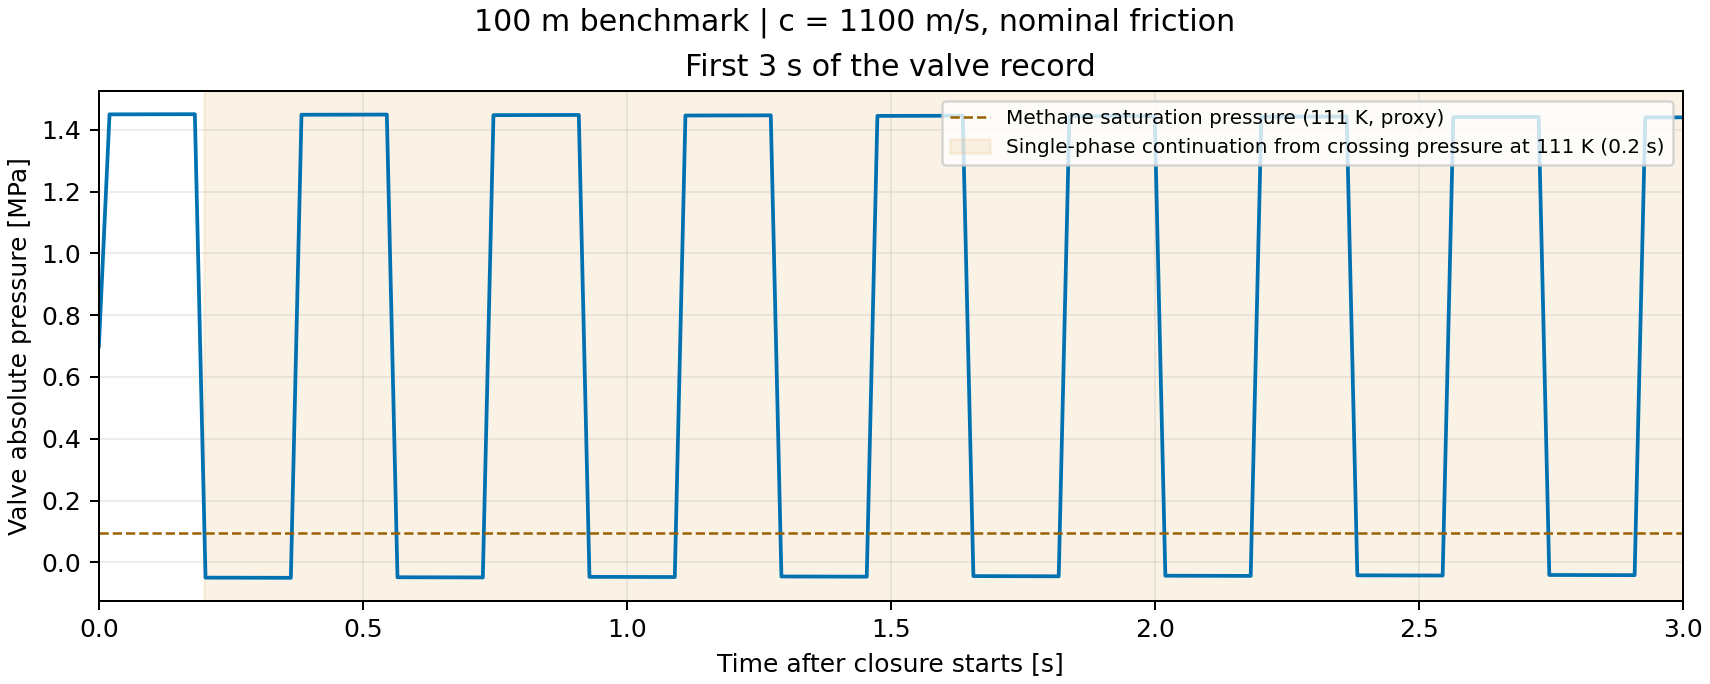 100 m benchmark | c = 1100 m/s, nominal friction
First 3 s of the valve record
Methane saturation pressure (111 K, proxy)
Single-phase continuation from crossing pressure at 111 K (0.2 s)
Valve absolute pressure [MPa]
1.4
1.2
1.0
0.8
0.6
0.4
0.2
0.0
0.0 0.5 1.0 1.5 2.0 2.5 3.0
Time after closure starts [s]